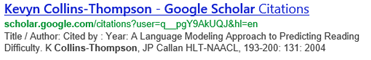 Kevyn Collins-Thompson - Google Scholar Citations
scholar.google.com/citations?user=q__pgY9AkUQJ&hl=en
Title / Author: Cited by : Year: A Language Modeling Approach to Predicting Reading
Difficulty. K Collins-Thompson, JP Callan HLT-NAACL, 193-200: 131: 2004